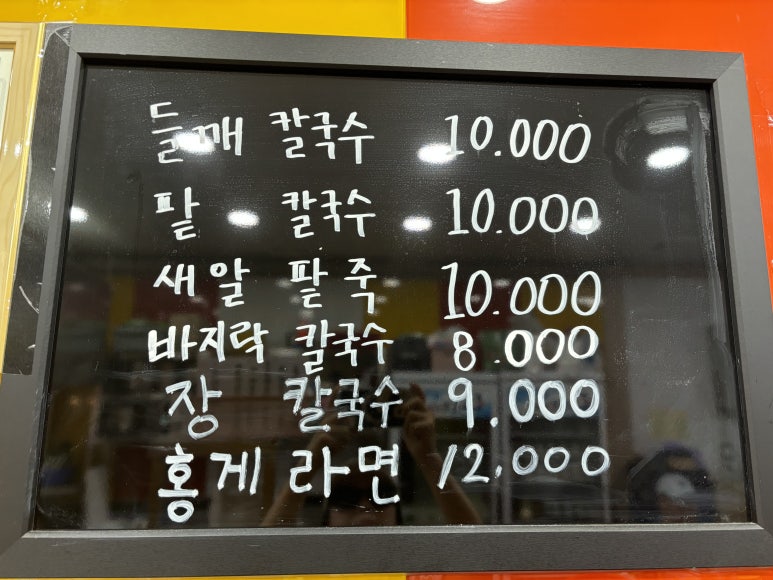 들깨 칼국수 10.000
팥 칼국수 10.000
새알 팥죽 10.000
바지락 칼국수 8.000
장 칼국수 9.000
홍게 라면 12,000